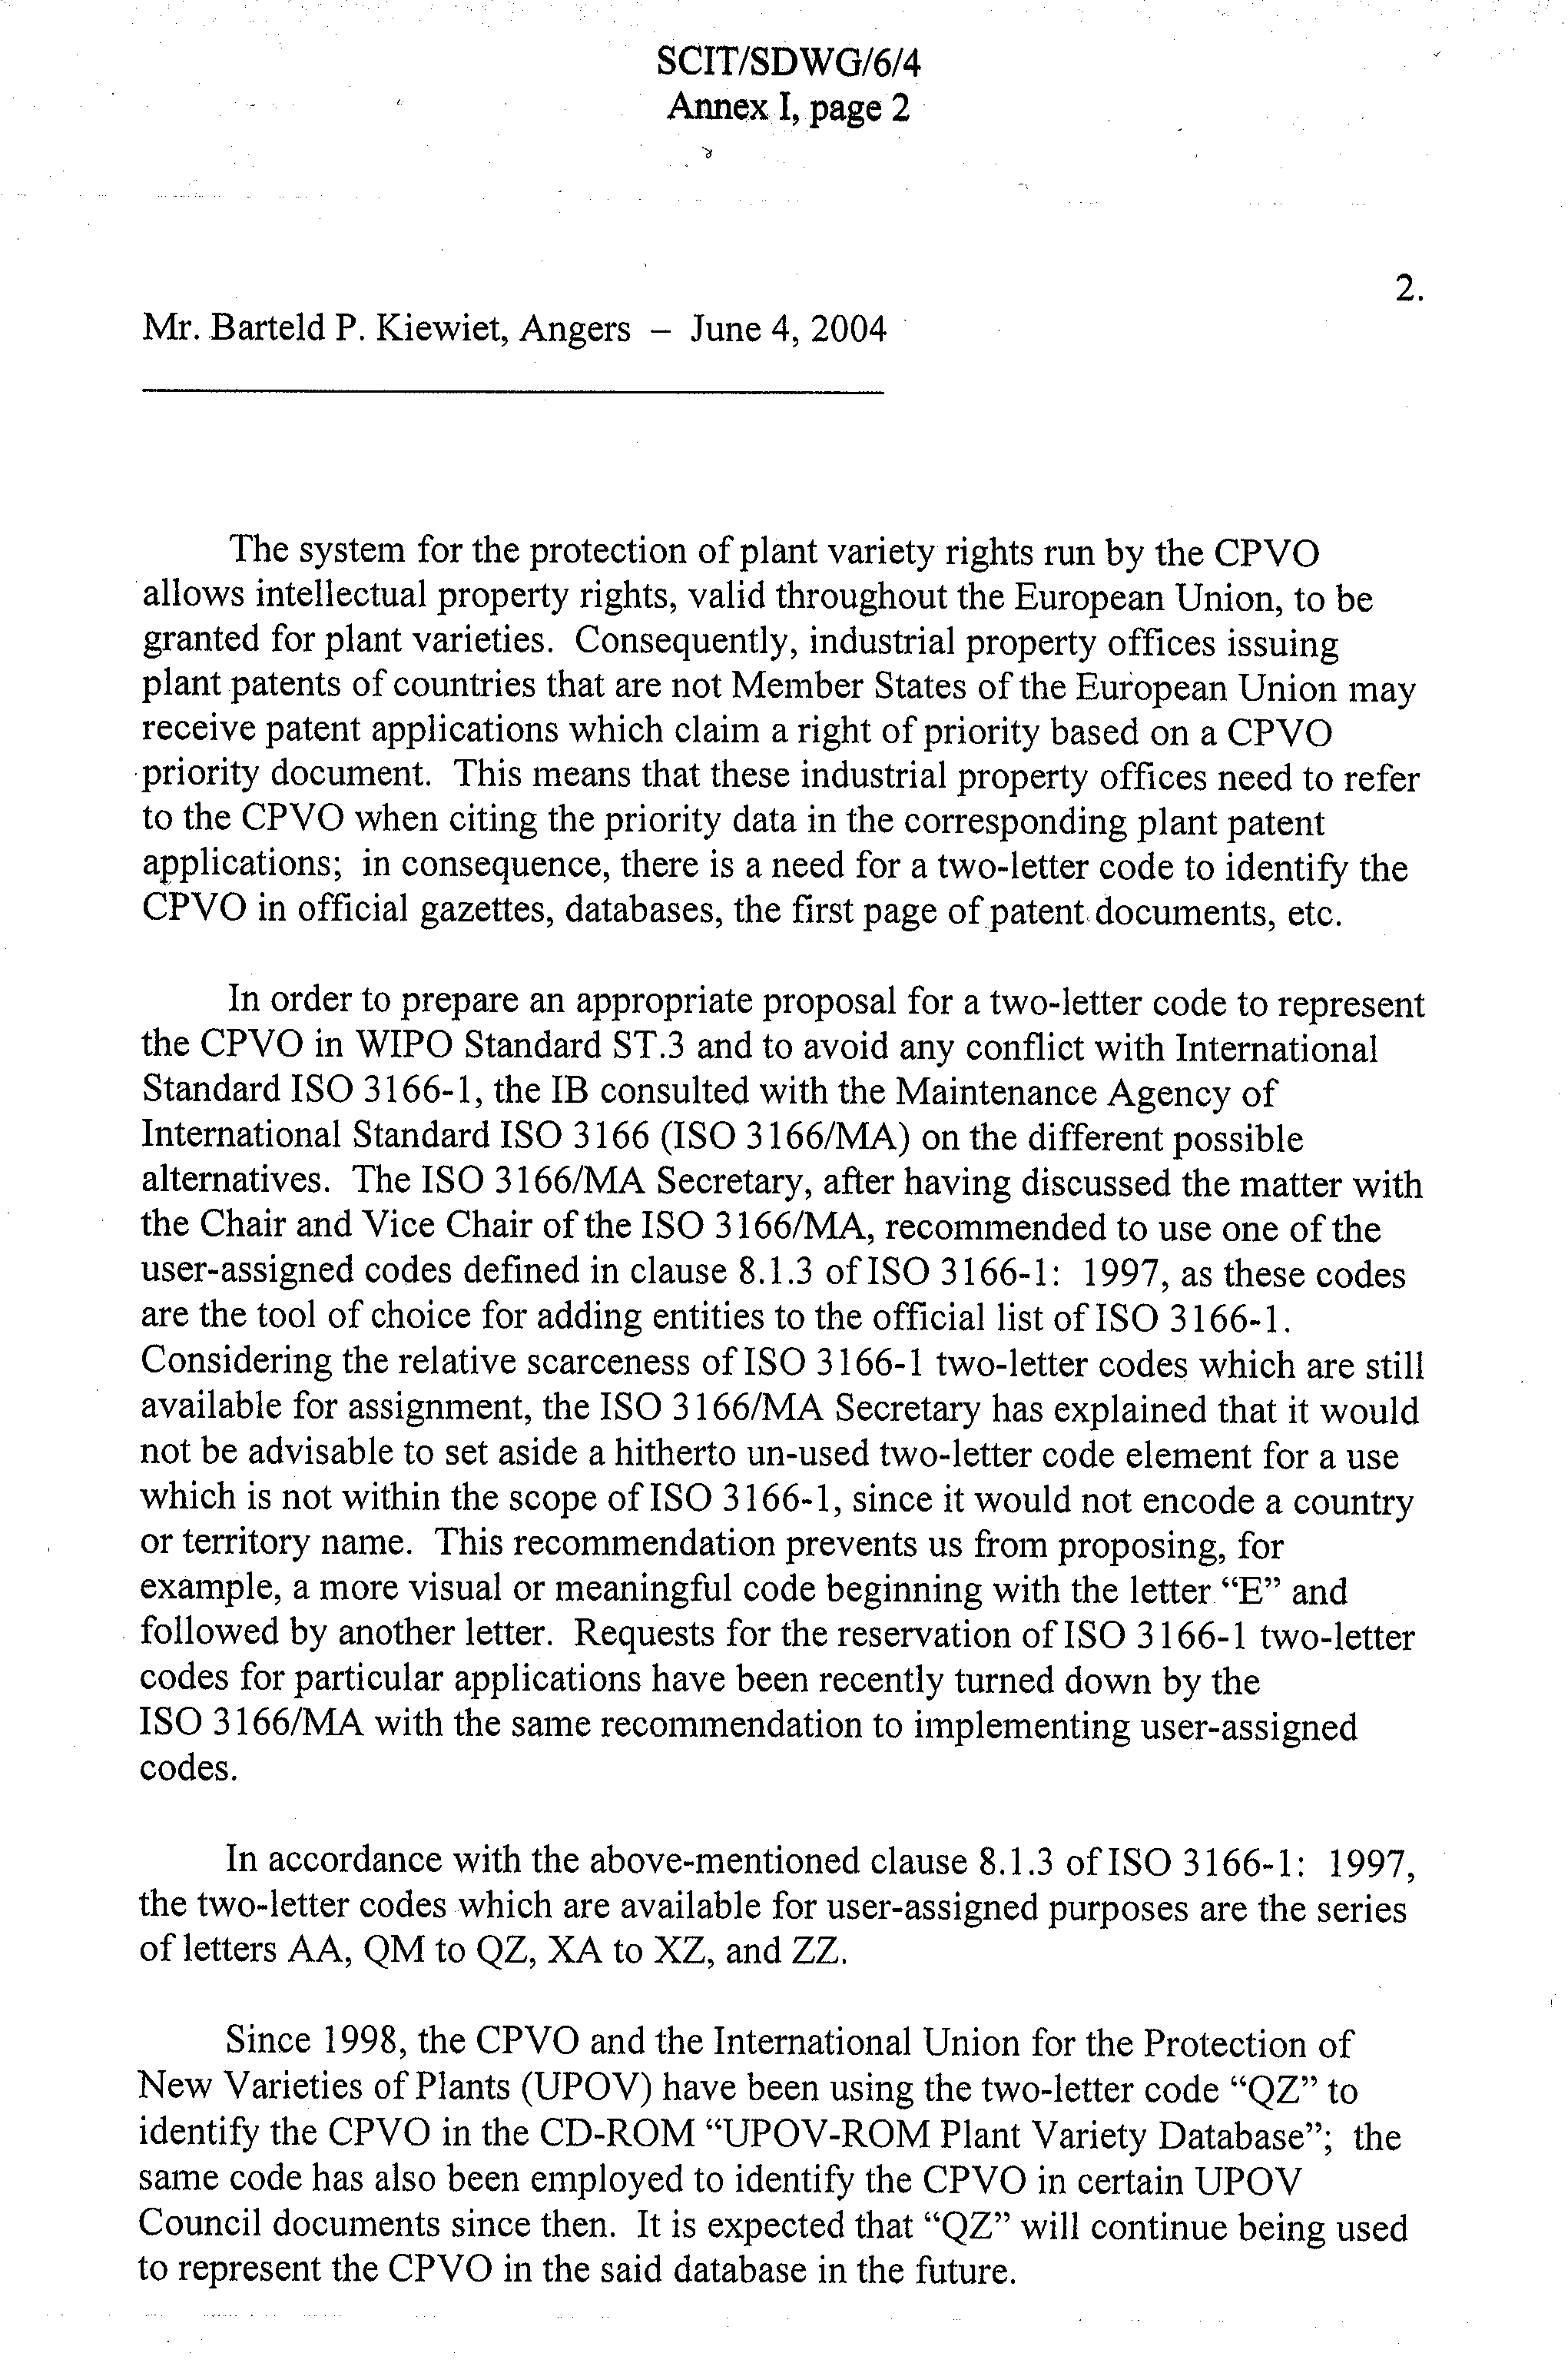 SCIT/SDWG/6/4
Annex I, page 2
2.
Mr. Barteld P. Kiewiet, Angers – June 4, 2004
The system for the protection of plant variety rights run by the CPVO
allows intellectual property rights, valid throughout the European Union, to be
granted for plant varieties. Consequently, industrial property offices issuing
plant patents of countries that are not Member States of the European Union may
receive patent applications which claim a right of priority based on a CPVO
priority document. This means that these industrial property offices need to refer
to the CPVO when citing the priority data in the corresponding plant patent
applications; in consequence, there is a need for a two-letter code to identify the
CPVO in official gazettes, databases, the first page of patent documents, etc.
In order to prepare an appropriate proposal for a two-letter code to represent
the CPVO in WIPO Standard ST.3 and to avoid any conflict with International
Standard ISO 3166-1, the IB consulted with the Maintenance Agency of
International Standard ISO 3166 (ISO 3166/MA) on the different possible
alternatives. The ISO 3166/MA Secretary, after having discussed the matter with
the Chair and Vice Chair of the ISO 3166/MA, recommended to use one of the
user-assigned codes defined in clause 8.1.3 of ISO 3166-1: 1997, as these codes
are the tool of choice for adding entities to the official list of ISO 3166-1.
Considering the relative scarceness of ISO 3166-1 two-letter codes which are still
available for assignment, the ISO 3166/MA Secretary has explained that it would
not be advisable to set aside a hitherto un-used two-letter code element for a use
which is not within the scope of ISO 3166-1, since it would not encode a country
or territory name. This recommendation prevents us from proposing, for
example, a more visual or meaningful code beginning with the letter “E” and
followed by another letter. Requests for the reservation of ISO 3166-1 two-letter
codes for particular applications have been recently turned down by the
ISO 3166/MA with the same recommendation to implementing user-assigned
codes.
In accordance with the above-mentioned clause 8.1.3 of ISO 3166-1: 1997,
the two-letter codes which are available for user-assigned purposes are the series
of letters AA, QM to QZ, XA to XZ, and ZZ.
Since 1998, the CPVO and the International Union for the Protection of
New Varieties of Plants (UPOV) have been using the two-letter code “QZ” to
identify the CPVO in the CD-ROM “UPOV-ROM Plant Variety Database”; the
same code has also been employed to identify the CPVO in certain UPOV
Council documents since then. It is expected that “QZ” will continue being used
to represent the CPVO in the said database in the future.